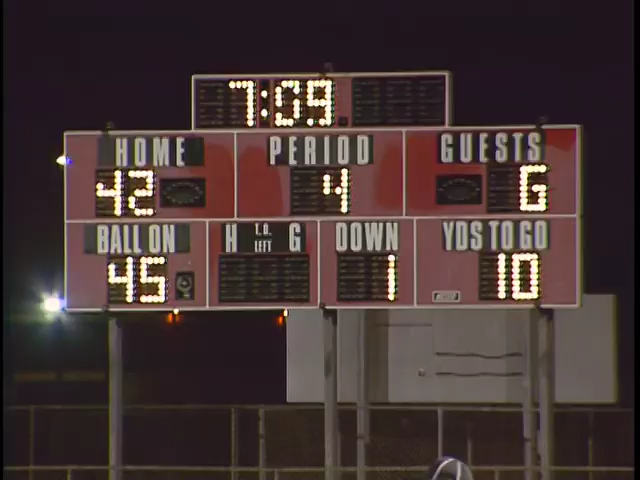 7:09
HOME PERIOD GUESTS
42 4 6
BALL ON H T.O. LEFT G DOWN YDS TO GO
45 1 10